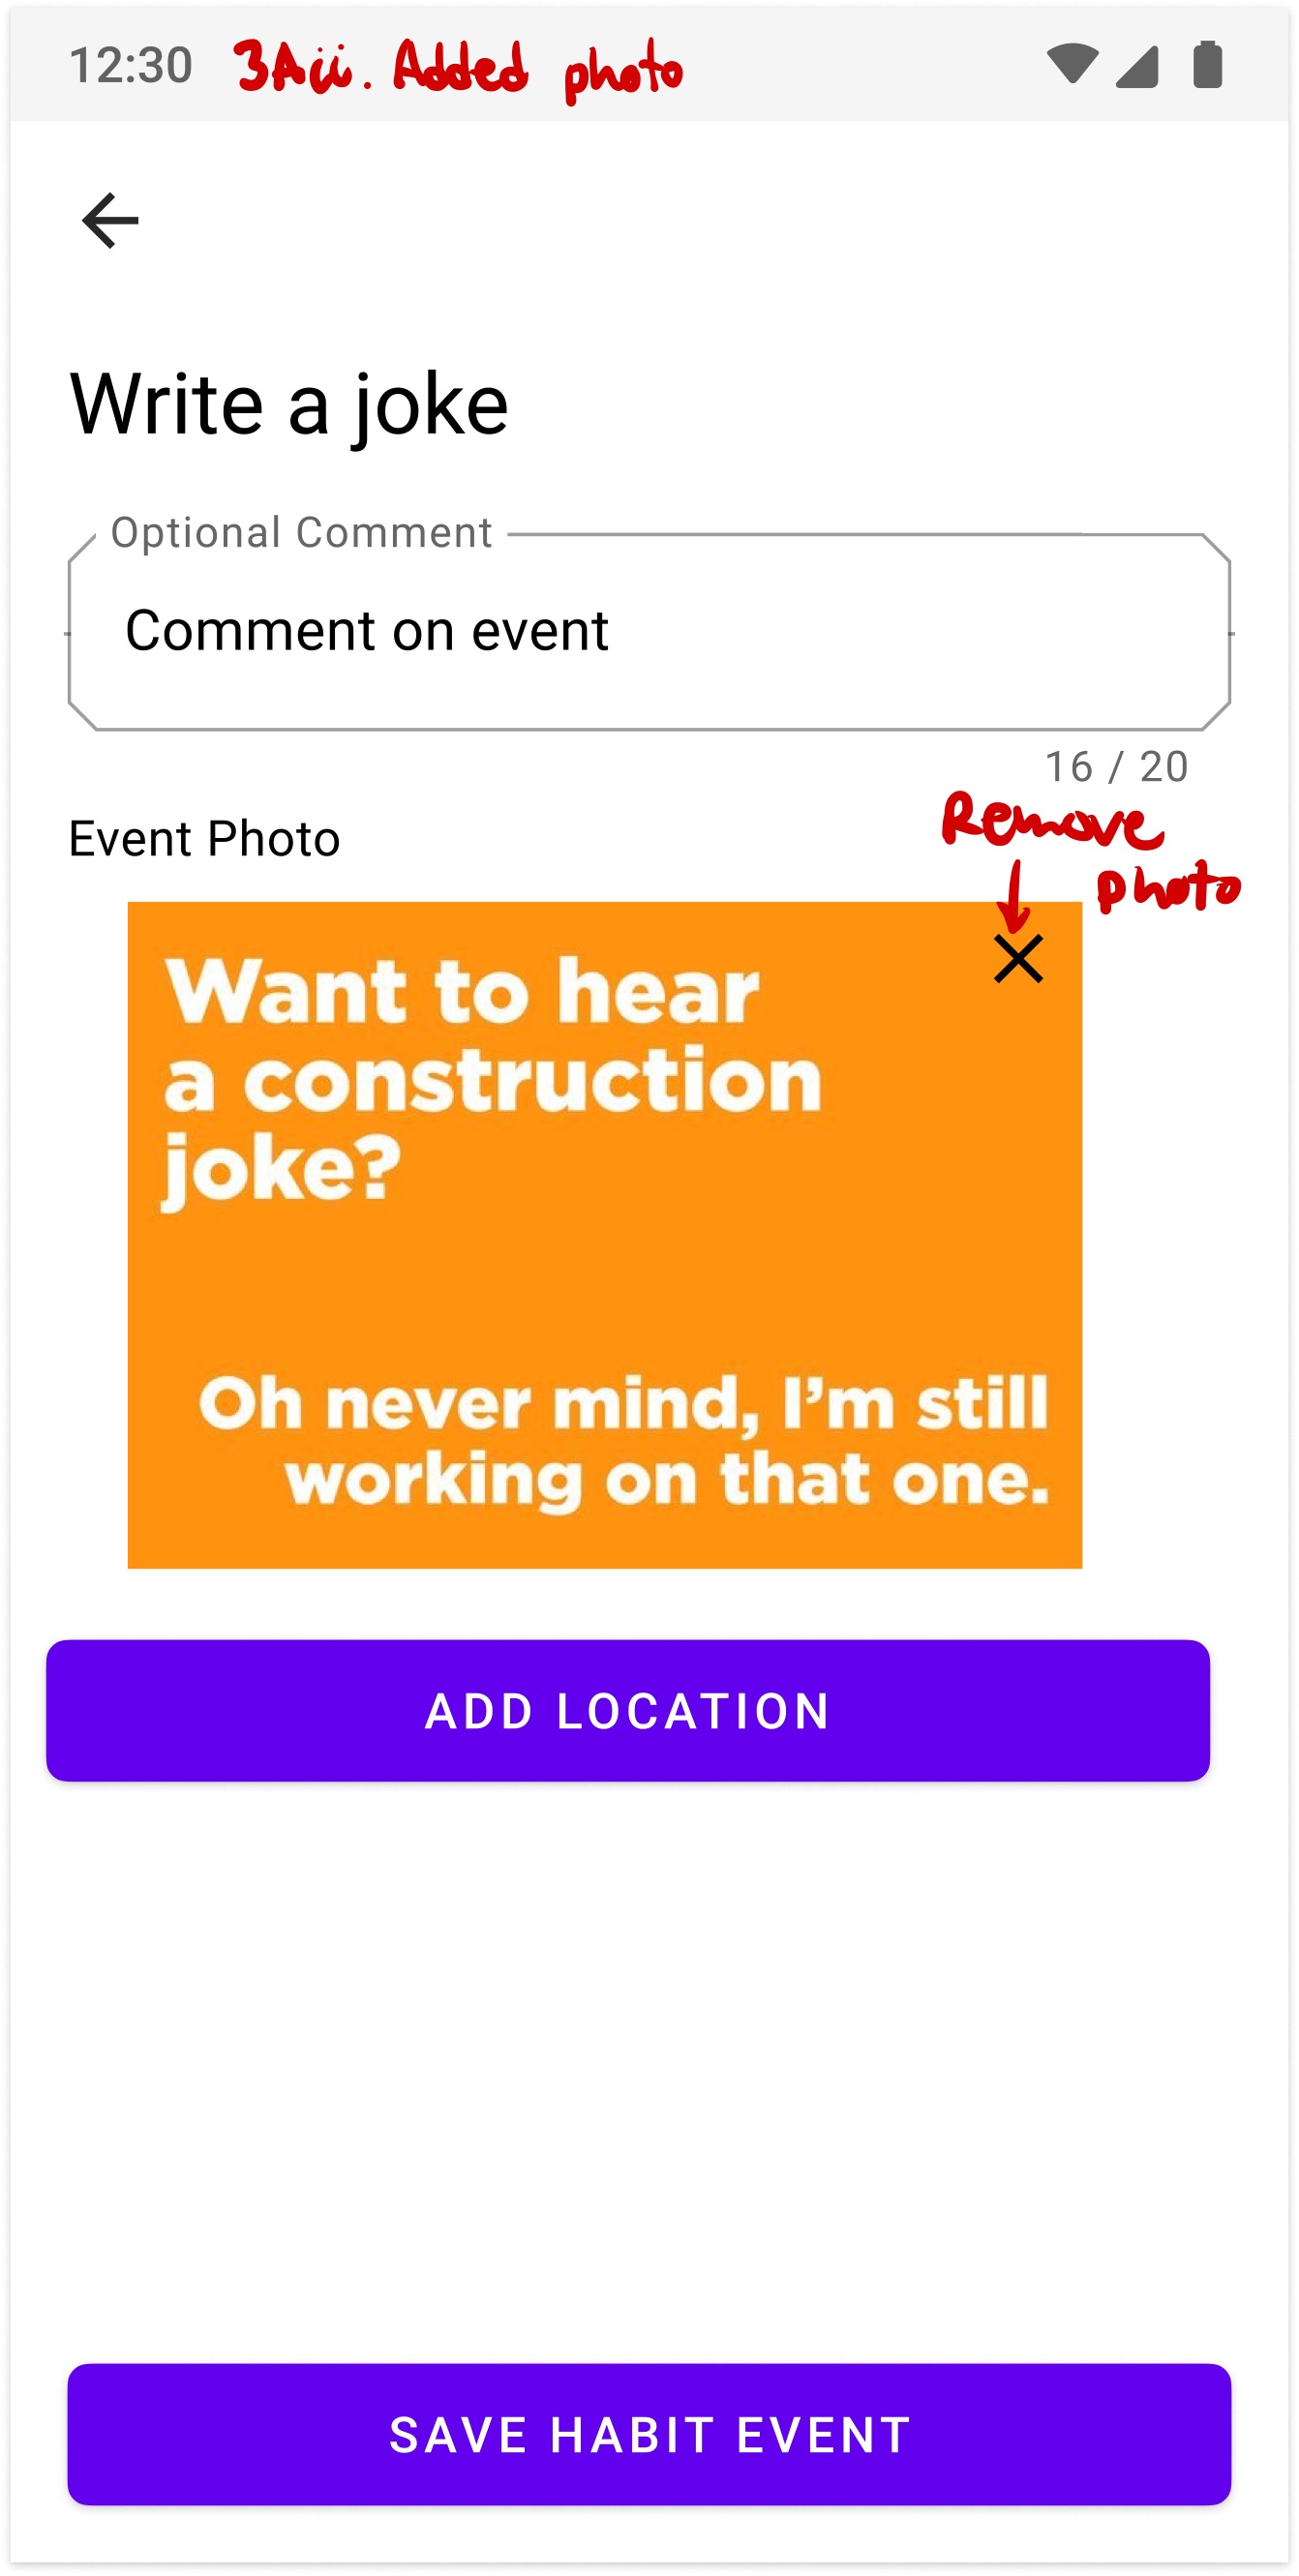 12:30 3Aii. Added photo
Write a joke
Optional Comment
Comment on event
16 / 20
Remove
photo
Event Photo
Want to hear
a construction
joke?
Oh never mind, I'm still
working on that one.
ADD LOCATION
SAVE HABIT EVENT